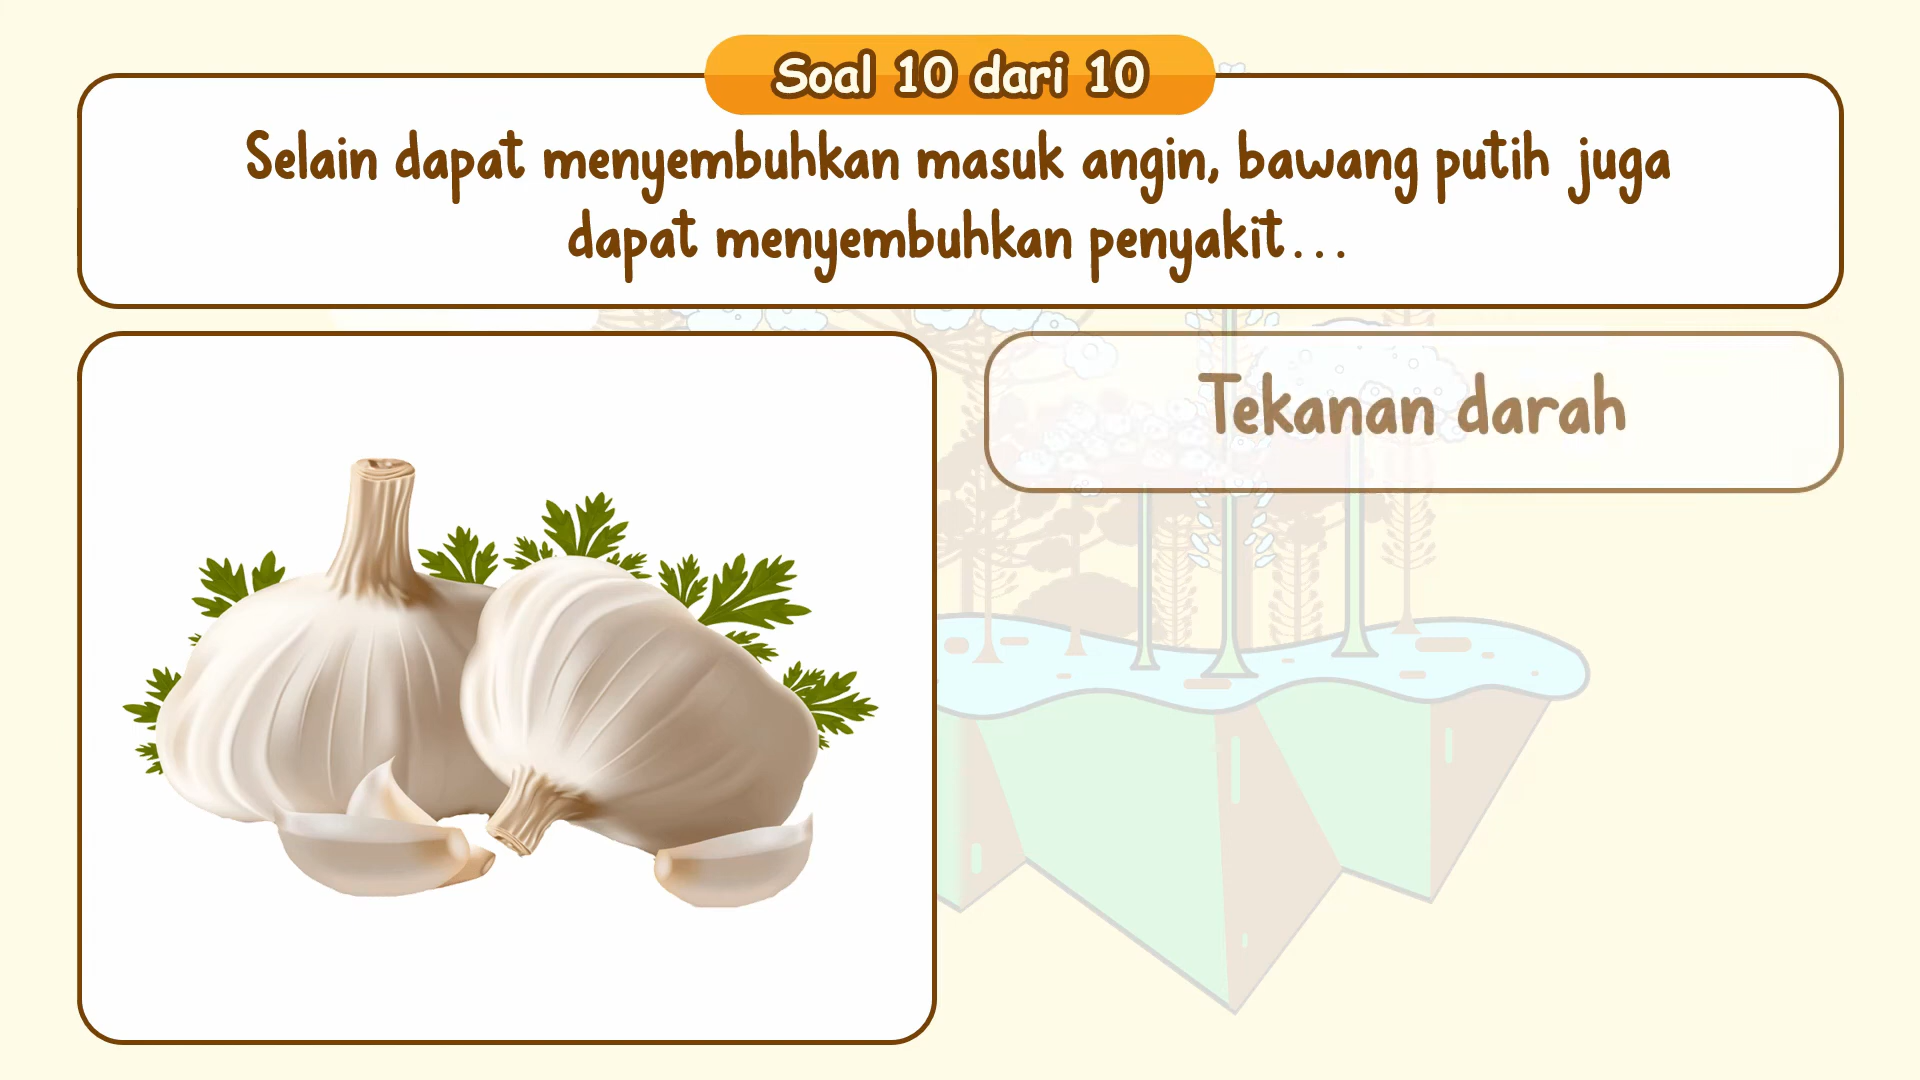 Soal 10 dari 10
Selain dapat menyembuhkan masuk angin, bawang putih juga
dapat menyembuhkan penyakit...
Tekanan darah